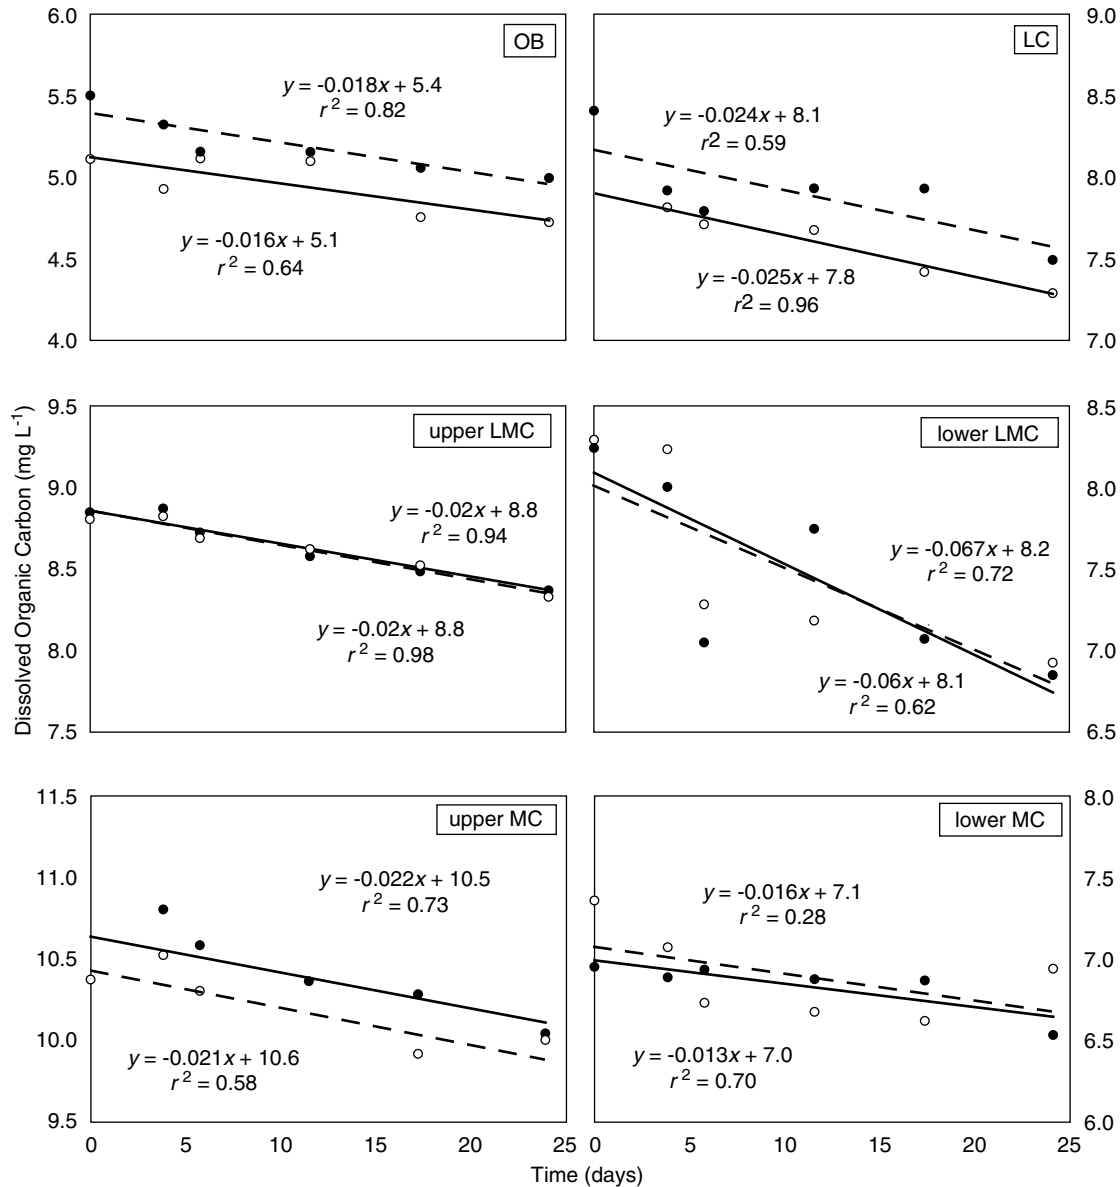 6.0
5.5
5.0
4.5
4.0
OB
y = -0.018x + 5.4
r² = 0.82
y = -0.016x + 5.1
r² = 0.64
LC
y = -0.024x + 8.1
r2 = 0.59
y = -0.025x + 7.8
r2 = 0.96
9.0
8.5
8.0
7.5
7.0
Dissolved Organic Carbon (mg L⁻¹)
9.5
9.0
8.5
8.0
7.5
upper LMC
y = -0.02x + 8.8
r² = 0.94
y = -0.02x + 8.8
r² = 0.98
lower LMC
y = -0.067x + 8.2
r² = 0.72
y = -0.06x + 8.1
r² = 0.62
8.5
8.0
7.5
7.0
6.5
11.5
11.0
10.5
10.0
9.5
upper MC
y = -0.022x + 10.5
r² = 0.73
y = -0.021x + 10.6
r² = 0.58
lower MC
y = -0.016x + 7.1
r² = 0.28
y = -0.013x + 7.0
r² = 0.70
8.0
7.5
7.0
6.5
6.0
0 5 10 15 20 25
0 5 10 15 20 25
Time (days)